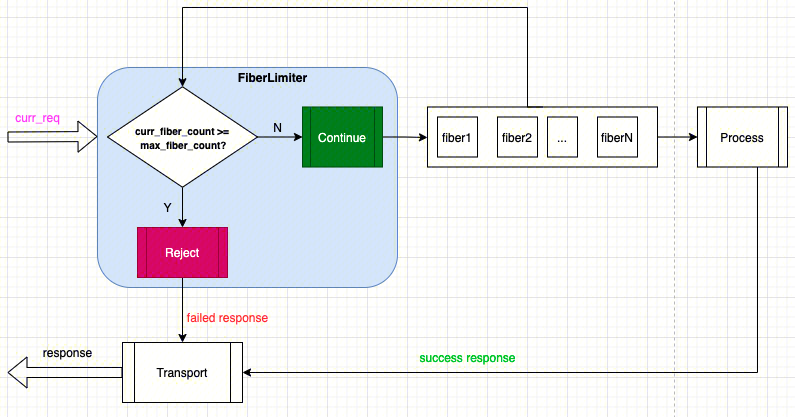 FiberLimiter
curr_req
curr_fiber_count >=
max_fiber_count?
N
Continue
fiber1
fiber2
...
fiberN
Process
Y
Reject
failed response
response
Transport
success response